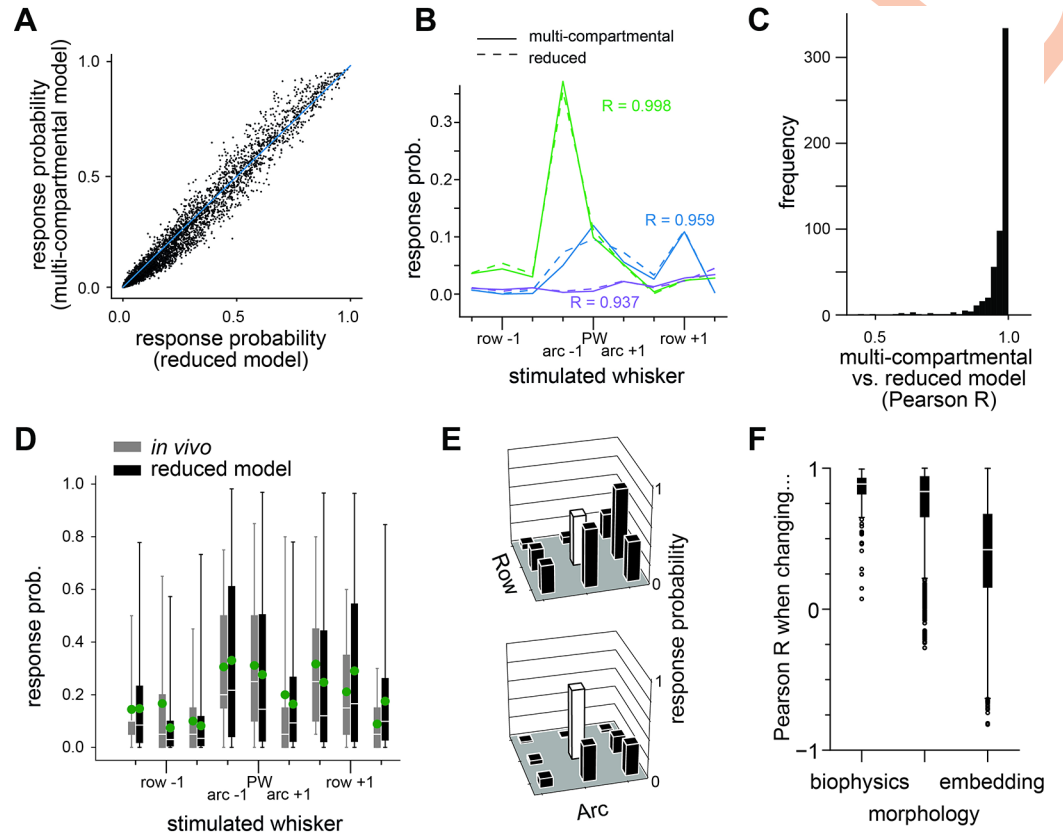 A
response probability
(multi-compartmental model)
1.0
0.5
0.0
0.0
0.5
1.0
response probability
(reduced model)
B
multi-compartmental
reduced
response prob.
0.3
0.2
0.1
0.0
R = 0.998
R = 0.959
R = 0.937
row -1
PW
row +1
arc -1
arc +1
stimulated whisker
C
frequency
300
200
100
0
0.5
1.0
multi-compartmental
vs. reduced model
(Pearson R)
D
in vivo
reduced model
response prob.
1.0
0.8
0.6
0.4
0.2
0.0
row -1
PW
row +1
arc -1
arc +1
stimulated whisker
E
1
0
Row
response probability
1
0
Arc
F
Pearson R when changing...
1
0
−1
biophysics
embedding
morphology